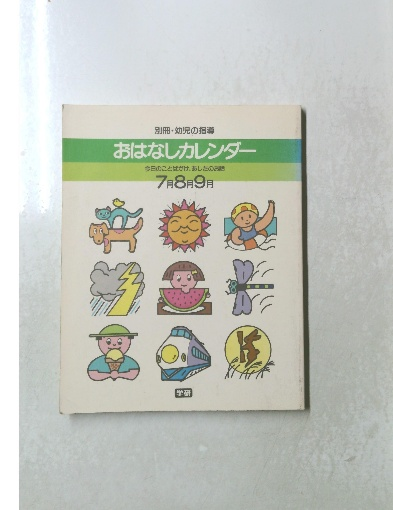 別冊・幼児の指導
おはなしカレンダー
7月8月9月
学研